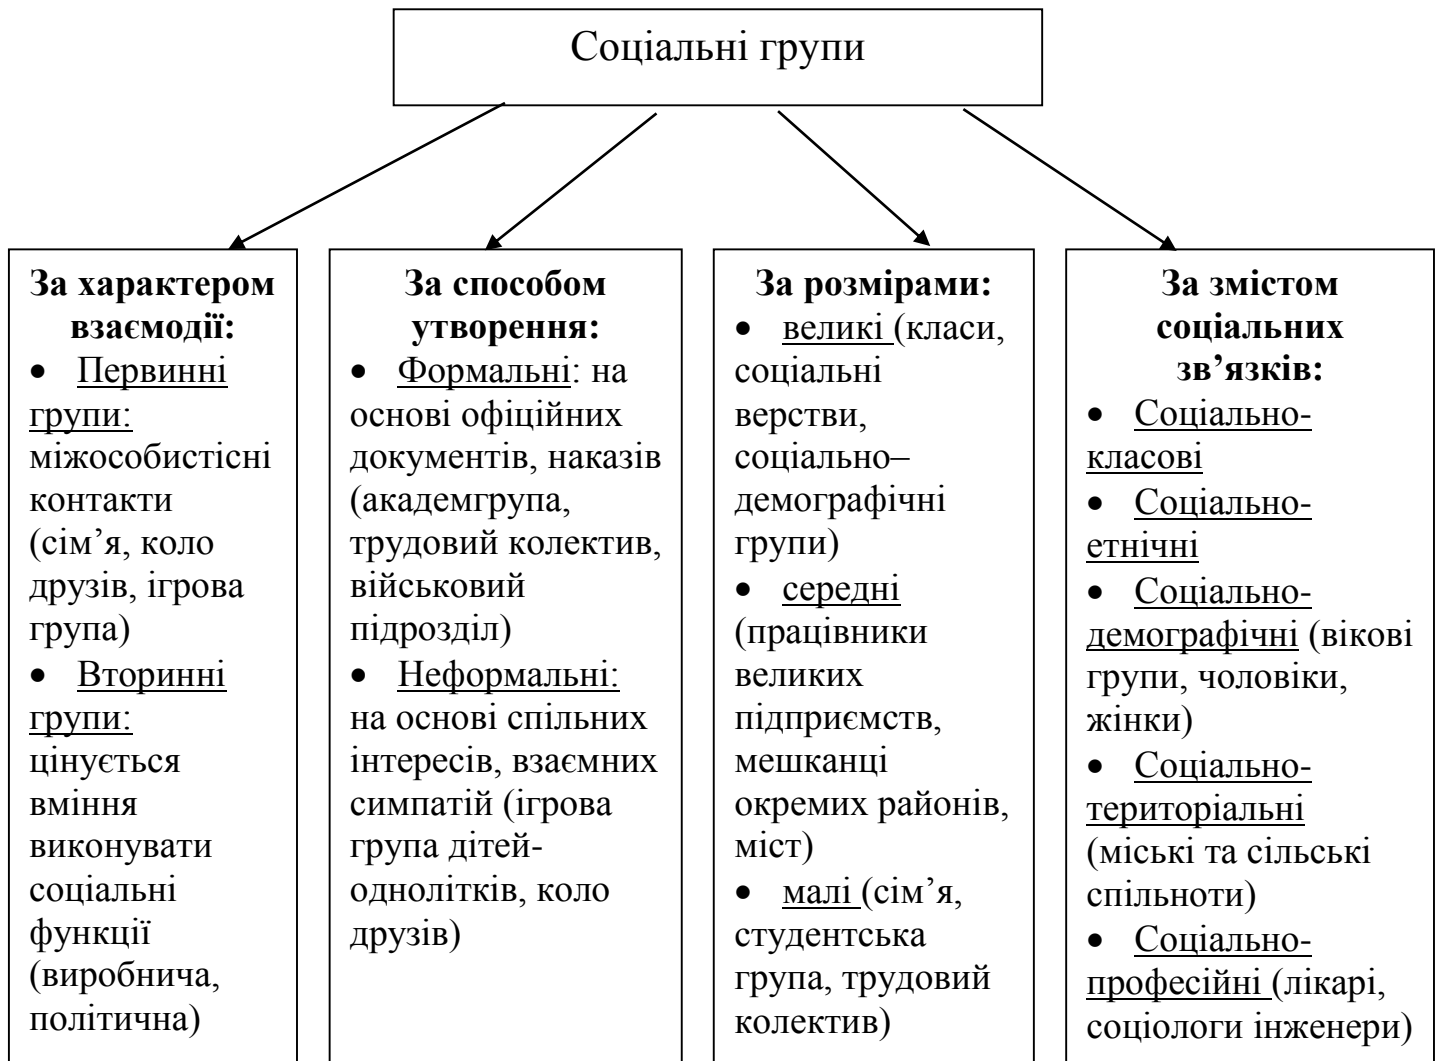 Соціальні групи
За характером
взаємодії:
• Первинні
групи:
міжособистісні
контакти
(сім’я, коло
друзів, ігрова
група)
• Вторинні
групи:
цінується
вміння
виконувати
соціальні
функції
(виробнича,
політична)
За способом
утворення:
• Формальні: на
основі офіційних
документів, наказів
(академгрупа,
трудовий колектив,
військовий
підрозділ)
• Неформальні:
на основі спільних
інтересів, взаємних
симпатій (ігрова
група дітей-
однолітків, коло
друзів)
За розмірами:
• великі (класи,
соціальні
верстви,
соціально–
демографічні
групи)
• середні
(працівники
великих
підприємств,
мешканці
окремих районів,
міст)
• малі (сім’я,
студентська
група, трудовий
колектив)
За змістом
соціальних
зв’язків:
• Соціально-
класові
• Соціально-
етнічні
• Соціально-
демографічні (вікові
групи, чоловіки,
жінки)
• Соціально-
територіальні
(міські та сільські
спільноти)
• Соціально-
професійні (лікарі,
соціологи інженери)